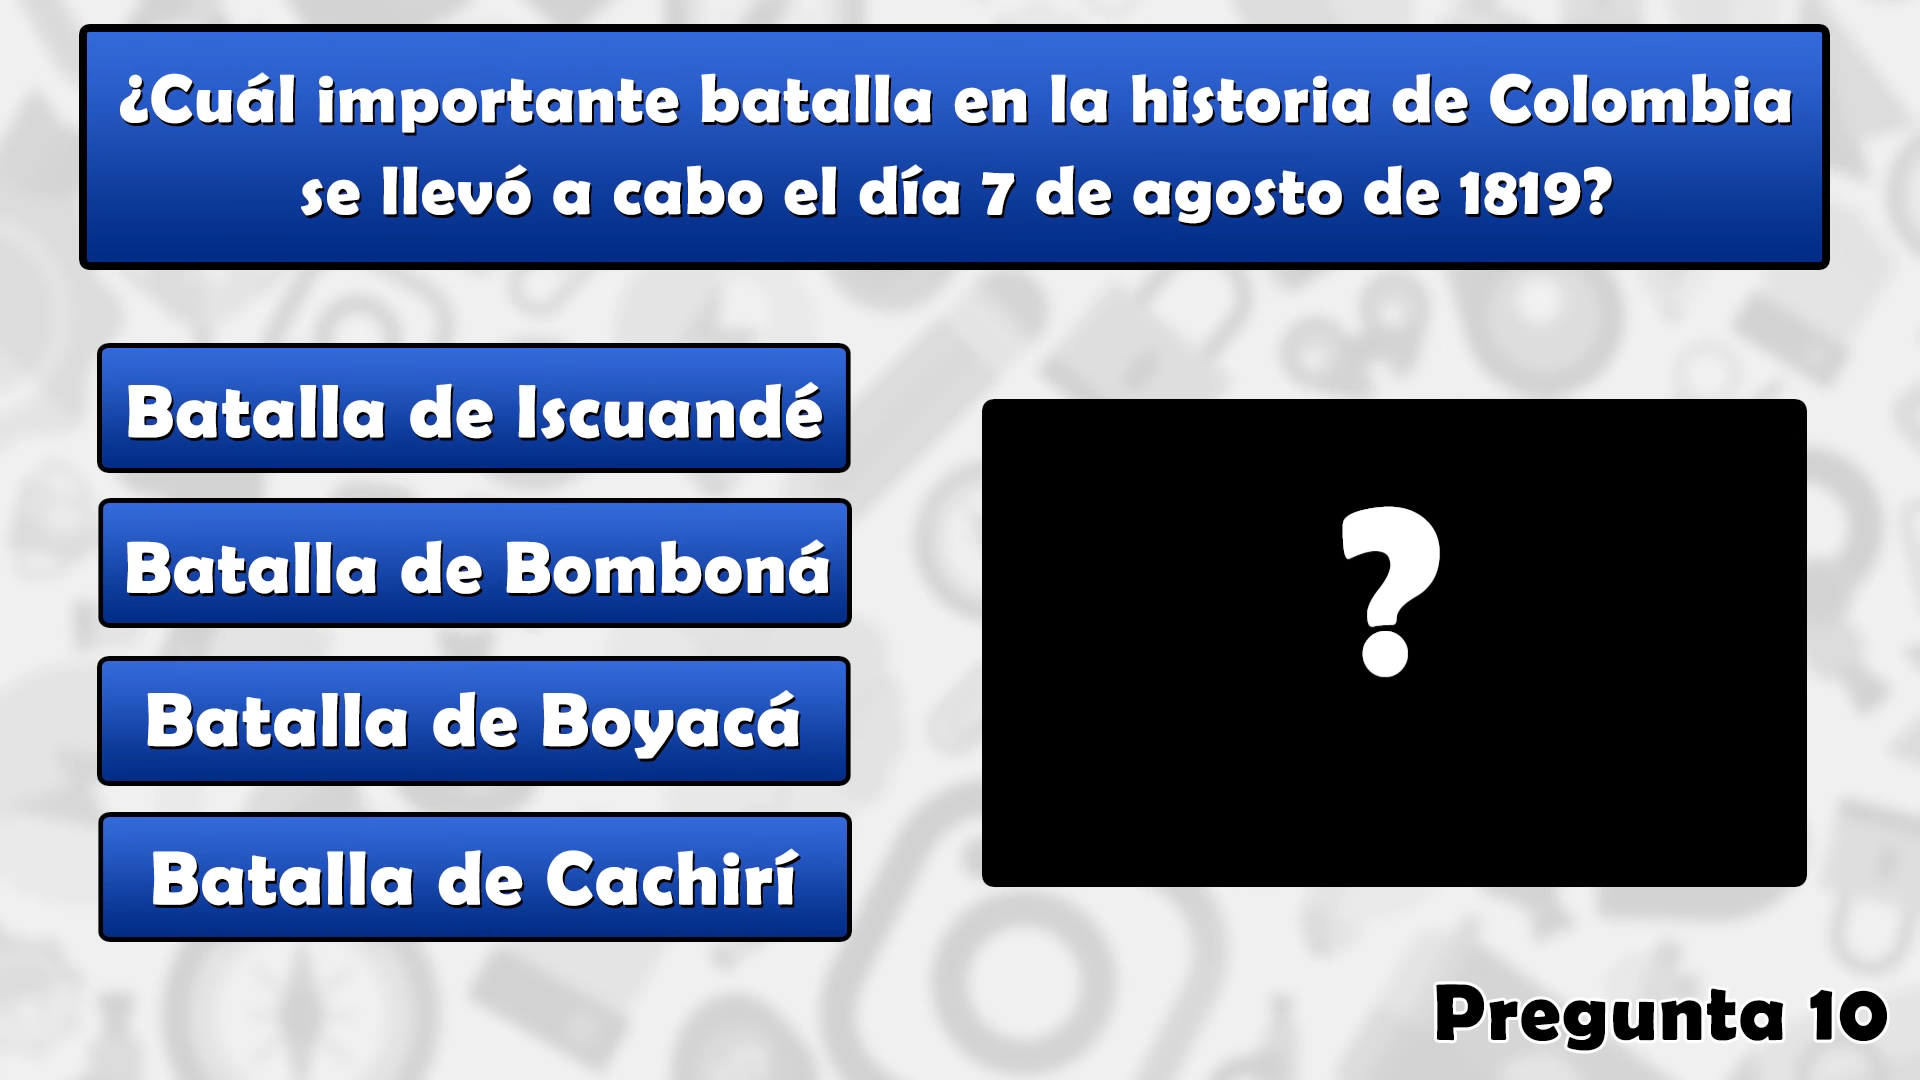 ¿Cuál importante batalla en la historia de Colombia
se llevó a cabo el día 7 de agosto de 1819?
Batalla de Iscuandé
Batalla de Bomboná
Batalla de Boyacá
Batalla de Cachirí
?
Pregunta 10